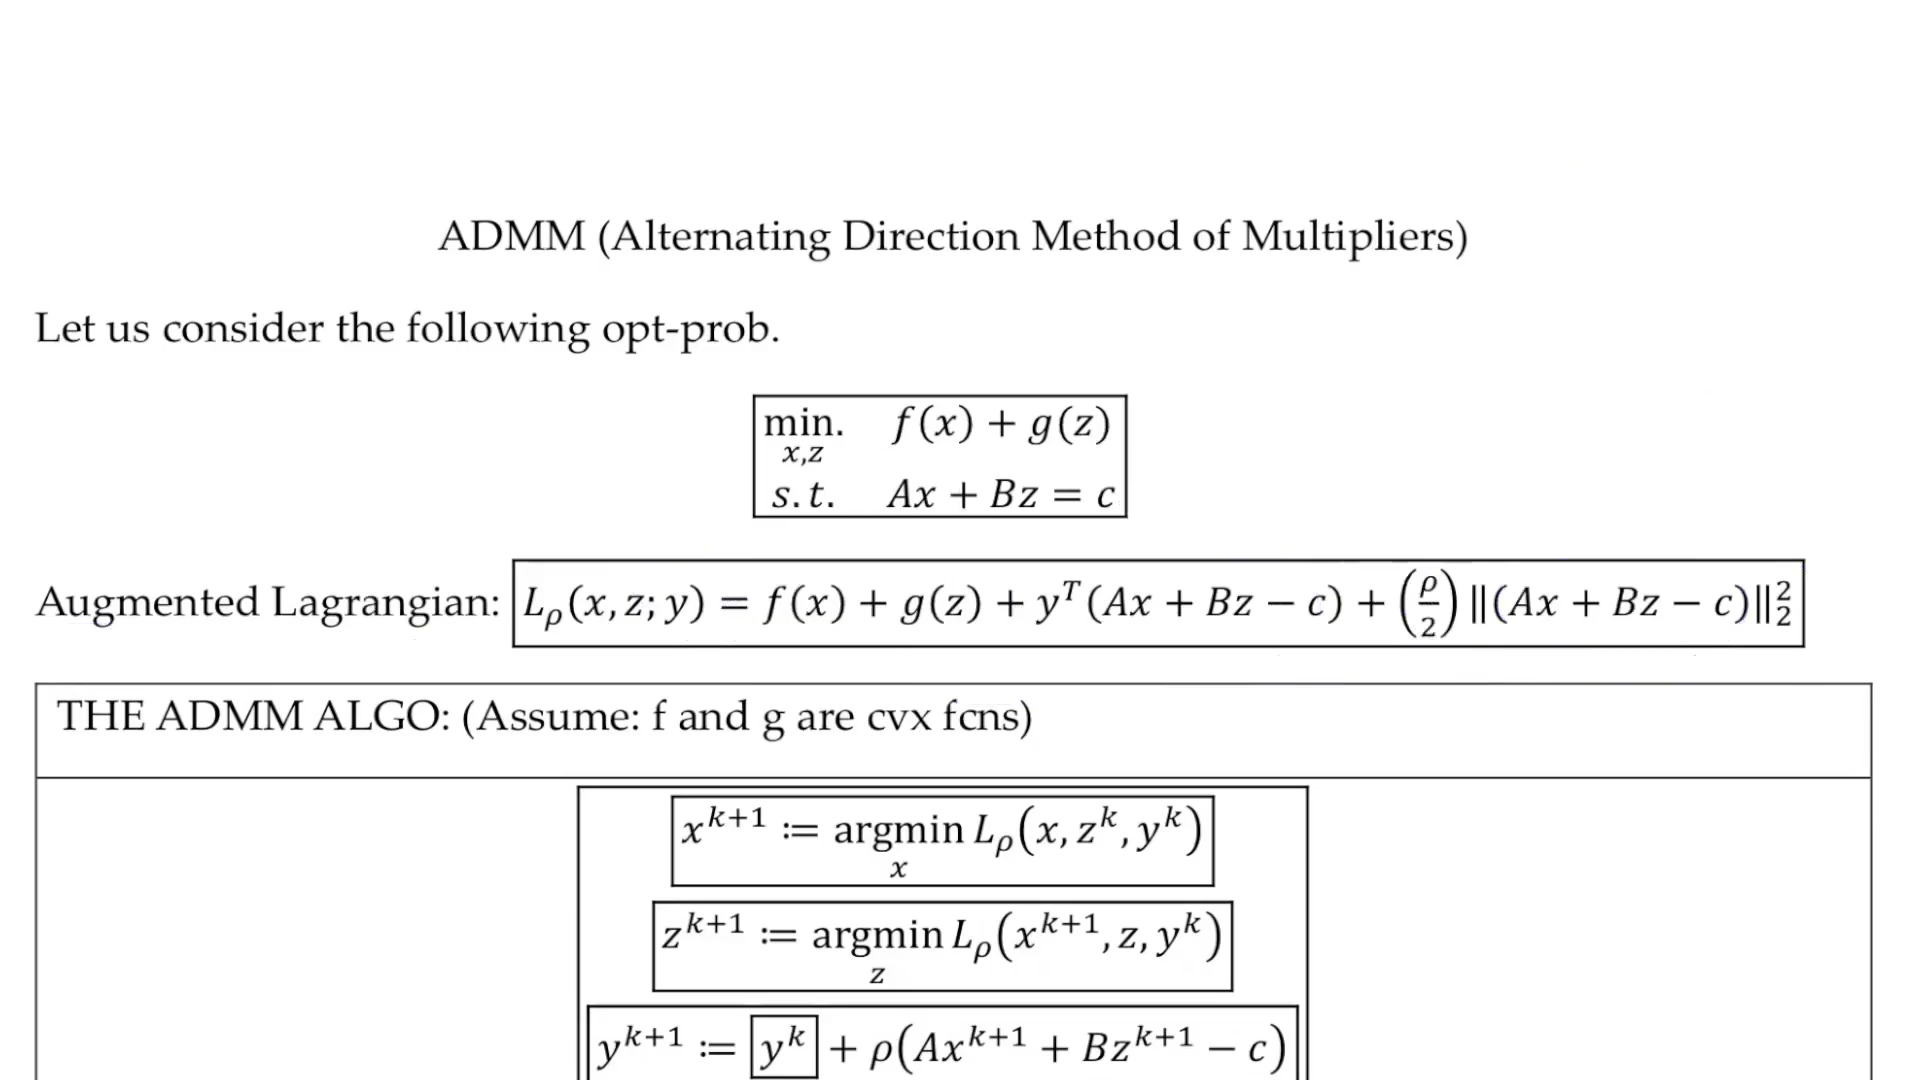 ADMM (Alternating Direction Method of Multipliers)
Let us consider the following opt-prob.
min. f(x) + g(z)
x,z
s.t. Ax + Bz = c
Augmented Lagrangian: L_ρ(x, z; y) = f(x) + g(z) + y^T(Ax + Bz − c) + (ρ/2) ‖(Ax + Bz − c)‖_2^2
THE ADMM ALGO: (Assume: f and g are cvx fcns)
x^{k+1} := argmin L_ρ(x, z^k, y^k)
x
z^{k+1} := argmin L_ρ(x^{k+1}, z, y^k)
z
y^{k+1} := y^k + ρ(Ax^{k+1} + Bz^{k+1} − c)